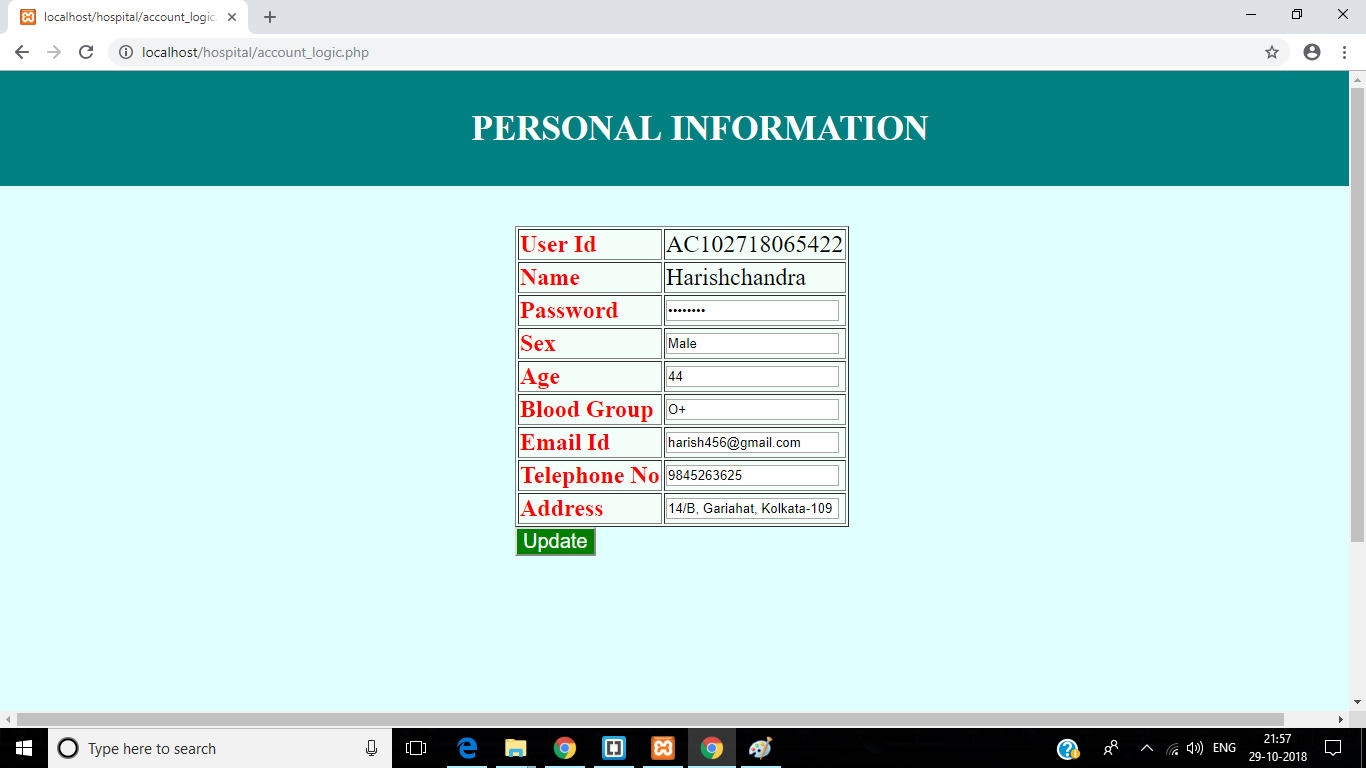 localhost/hospital/account_logic.
localhost/hospital/account_logic.php
PERSONAL INFORMATION
User Id AC102718065422
Name Harishchandra
Password ••••••••
Sex Male
Age 44
Blood Group O+
Email Id harish456@gmail.com
Telephone No 9845263625
Address 14/B, Gariahat, Kolkata-109
Update
Type here to search
ENG
21:57
29-10-2018